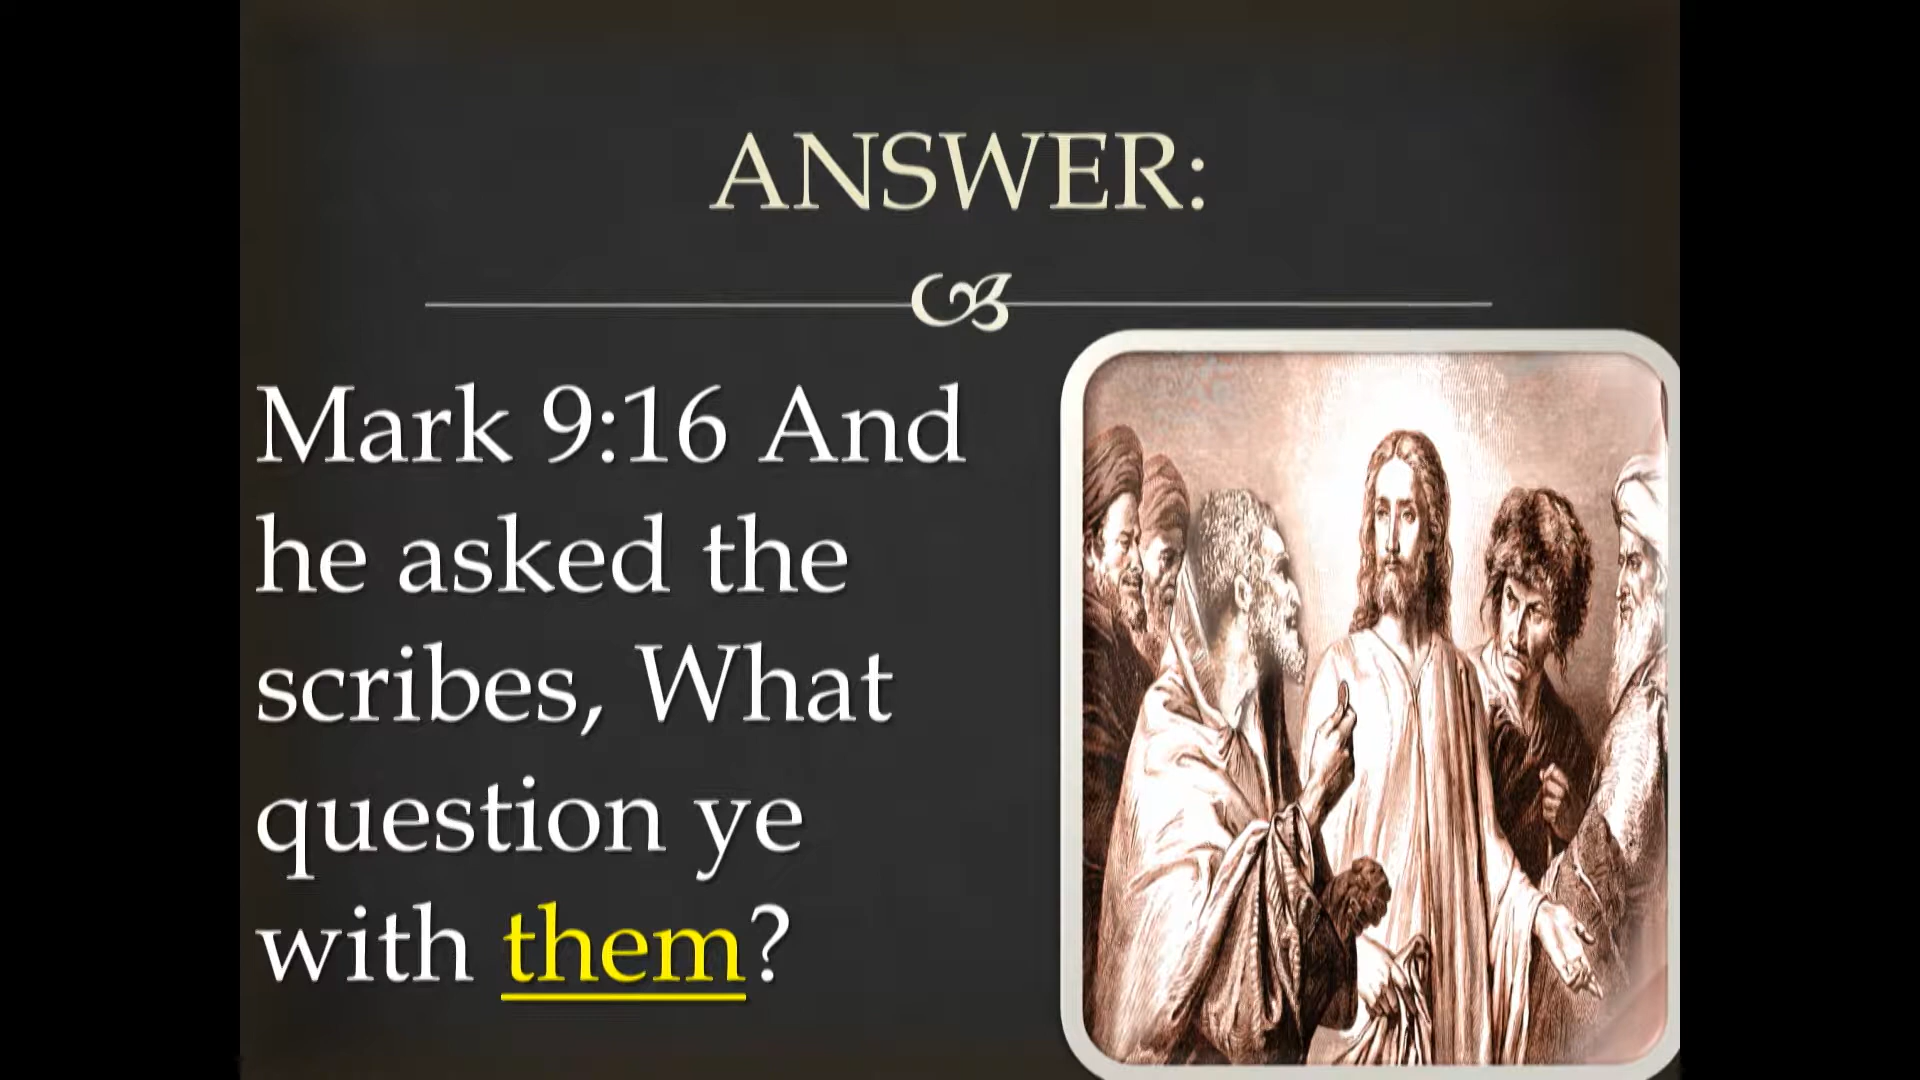 ANSWER:
Mark 9:16 And
he asked the
scribes, What
question ye
with them?